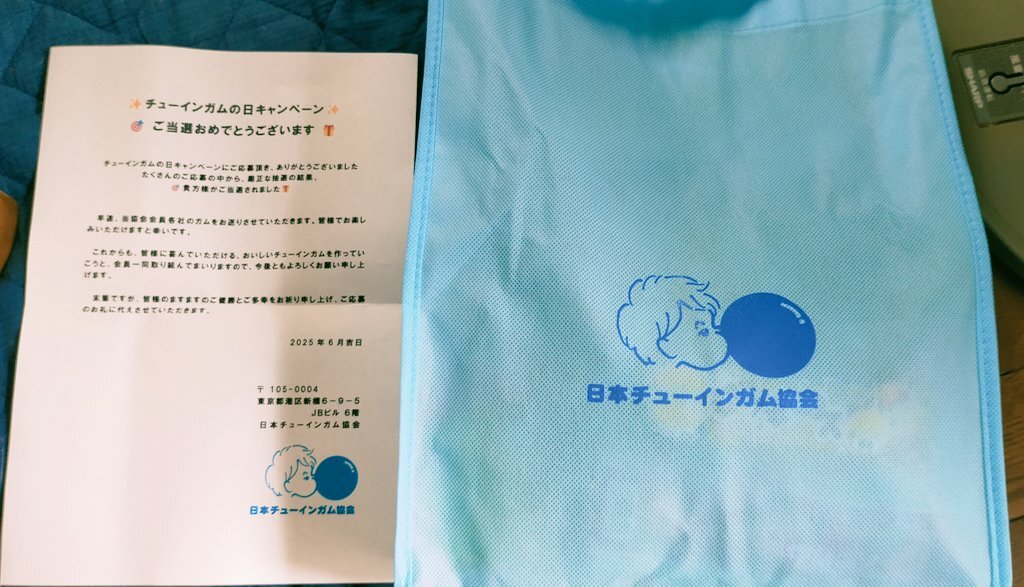 ✨チューインガムの日キャンペーン✨
🎯 ご当選おめでとうございます 🎁
チューインガムの日キャンペーンにご応募頂き、ありがとうございました
たくさんのご応募の中から、厳正な抽選の結果、
🎯貴方様がご当選されました🎁
早速、当協会会員各社のガムをお送りさせていただきます。皆様でお楽し
みいただけますと幸いです。
これからも、皆様に喜んでいただける、おいしいチューインガムを作ってい
こうと、会員一同取り組んでまいりますので、今後ともよろしくお願い申し上
げます。
末筆ですが、皆様のますますのご健勝とご多幸をお祈り申し上げ、ご応募
のお礼に代えさせていただきます。
2025年6月吉日
〒 105-0004
東京都港区新橋6-9-5
JBビル 6階
日本チューインガム協会
日本チューインガム協会
日本チューインガム協会
SHARP